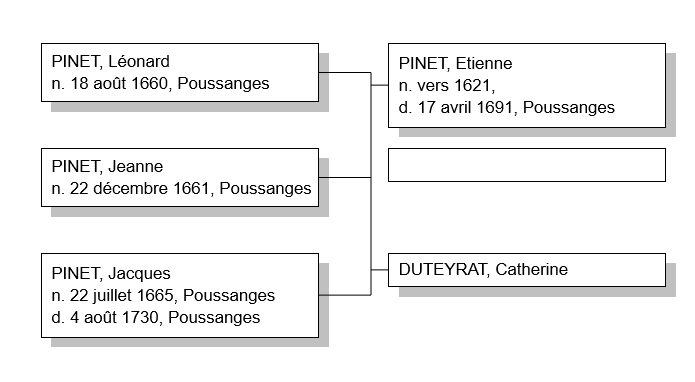 PINET, Léonard
n. 18 août 1660, Poussanges
PINET, Jeanne
n. 22 décembre 1661, Poussanges
PINET, Jacques
n. 22 juillet 1665, Poussanges
d. 4 août 1730, Poussanges
PINET, Etienne
n. vers 1621,
d. 17 avril 1691, Poussanges
DUTEYRAT, Catherine